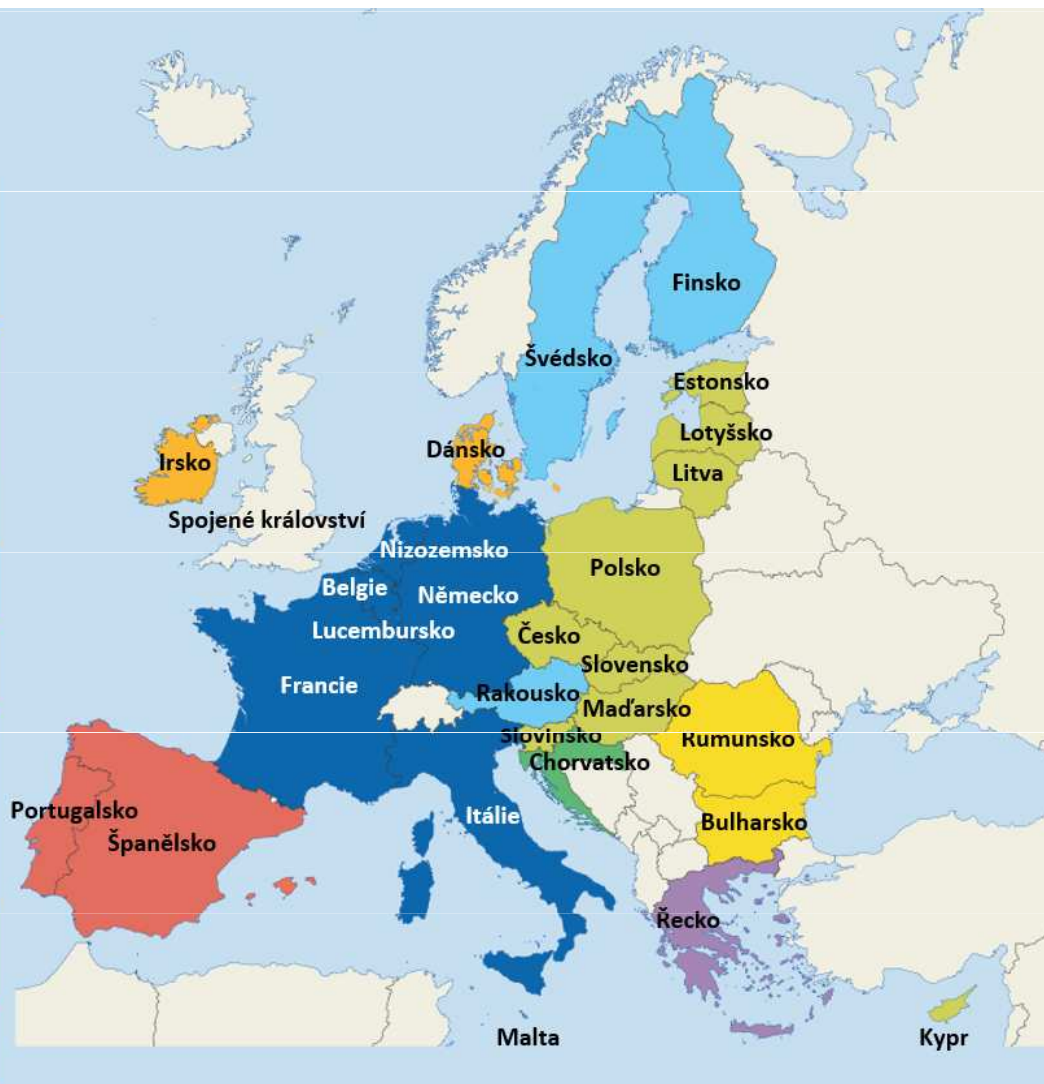 Finsko
Švédsko
Estonsko
Lotyšsko
Dánsko
Irsko
Litva
Spojené království
Nizozemsko
Polsko
Belgie
Německo
Lucembursko
Česko
Slovensko
Francie
Rakousko
Maďarsko
Slovinsko
Rumunsko
Chorvatsko
Portugalsko
Itálie
Bulharsko
Španělsko
Řecko
Malta
Kypr